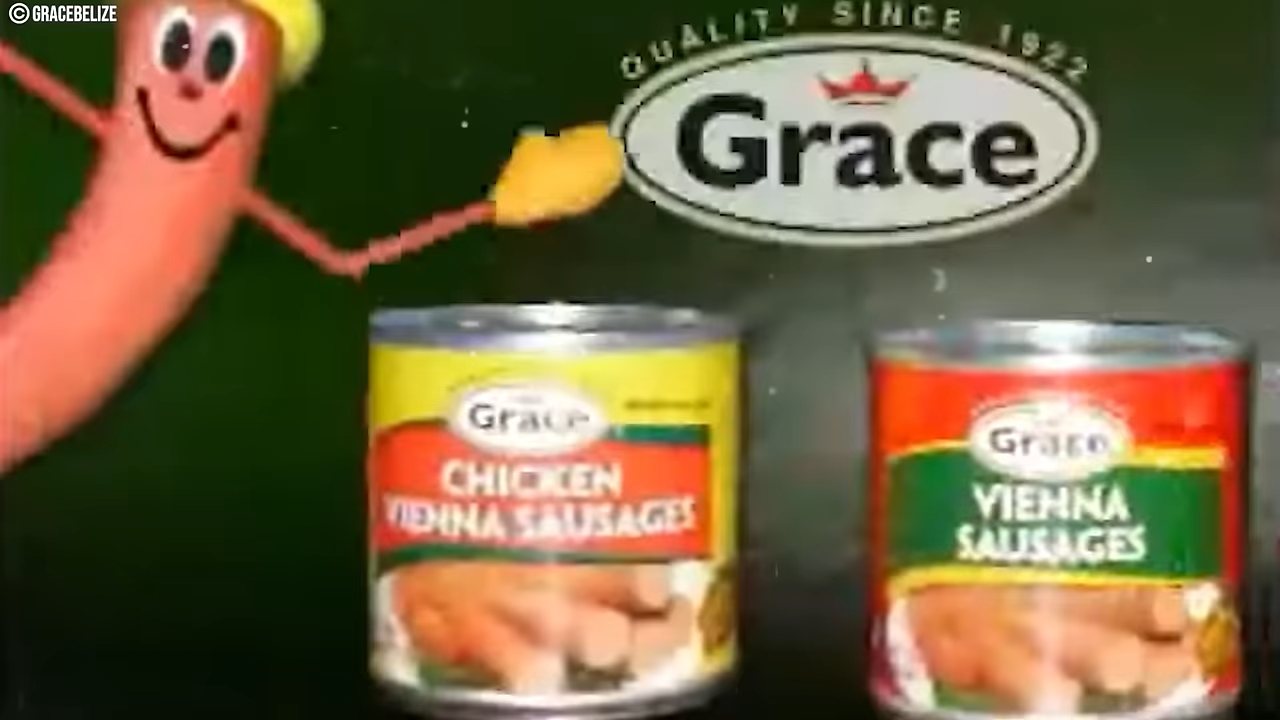 © GRACEBELIZE
QUALITY SINCE 1922
Grace
Grace
CHICKEN
VIENNA SAUSAGES
Grace
VIENNA
SAUSAGES